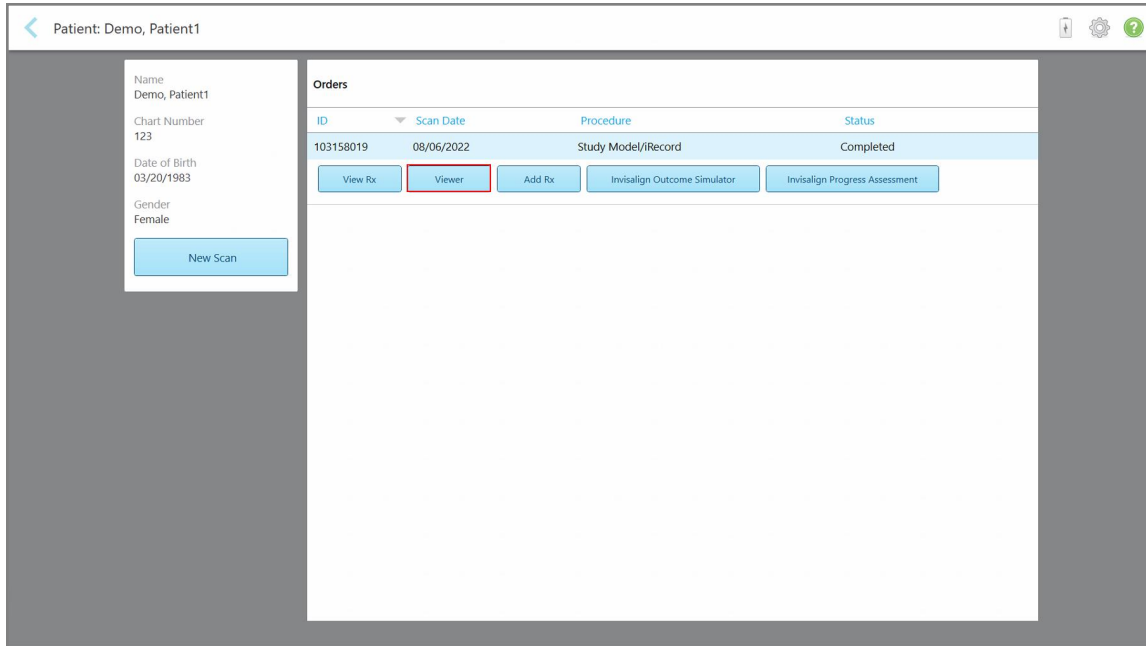 Patient: Demo, Patient1
?
Name
Demo, Patient1
Chart Number
123
Date of Birth
03/20/1983
Gender
Female
New Scan
Orders
ID Scan Date Procedure Status
103158019 08/06/2022 Study Model/iRecord Completed
View Rx Viewer Add Rx Invisalign Outcome Simulator Invisalign Progress Assessment